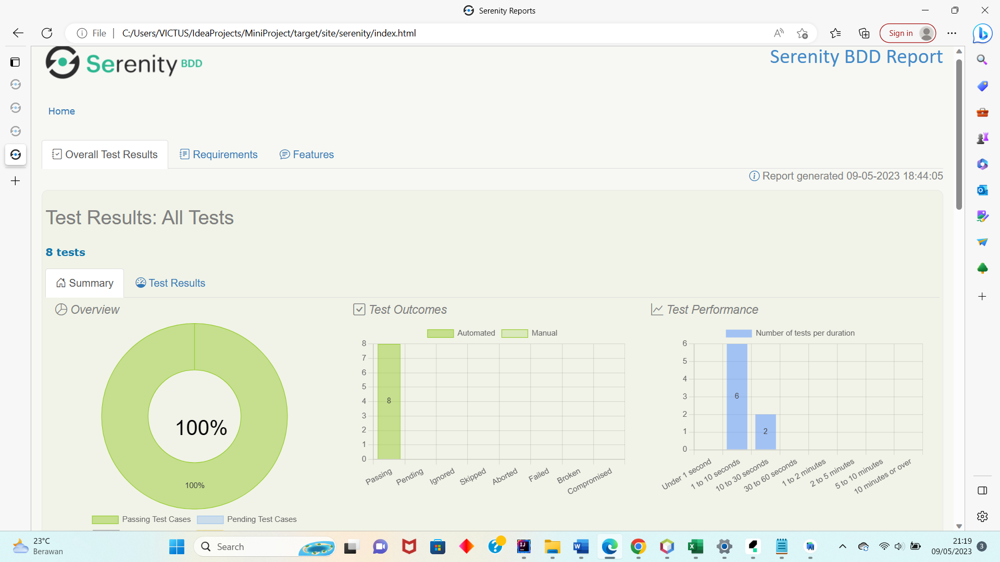 Serenity Reports
File
C:/Users/VICTUS/IdeaProjects/MiniProject/target/site/serenity/index.html
Sign in
Serenity BDD
Serenity BDD Report
Home
Overall Test Results
Requirements
Features
Report generated 09-05-2023 18:44:05
Test Results: All Tests
8 tests
Summary
Test Results
Overview
100%
100%
Passing Test Cases
Pending Test Cases
Test Outcomes
Automated
Manual
8
7
6
5
4
3
2
1
0
8
Passing
Pending
Ignored
Skipped
Aborted
Failed
Broken
Compromised
Test Performance
Number of tests per duration
6
5
4
3
2
1
0
6
2
Under 1 second
1 to 10 seconds
10 to 30 seconds
30 to 60 seconds
1 to 2 minutes
2 to 5 minutes
5 to 10 minutes
10 minutes or over
23°C
Berawan
Search
21:19
09/05/2023
3